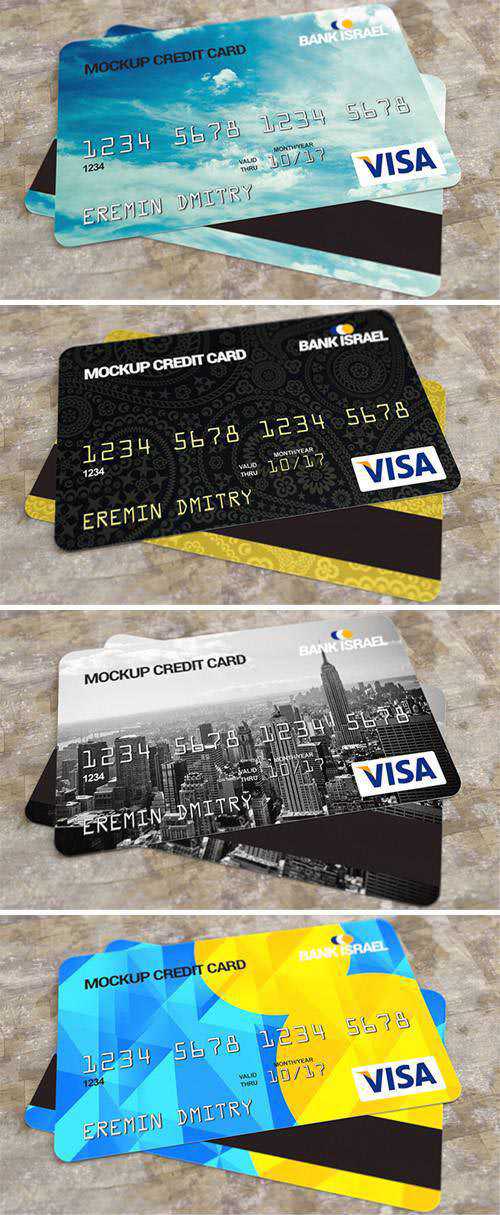 MOCKUP CREDIT CARD
BANK ISRAEL
1234 5678 1234 5678
1234
VALID THRU
MONTH/YEAR
10/17
VISA
EREMIN DMITRY
MOCKUP CREDIT CARD
BANK ISRAEL
1234 5678 1234 5678
1234
VALID THRU
MONTH/YEAR
10/17
VISA
EREMIN DMITRY
MOCKUP CREDIT CARD
BANK ISRAEL
1234 5678 1234 5678
1234
VALID THRU
MONTH/YEAR
10/17
VISA
EREMIN DMITRY
MOCKUP CREDIT CARD
BANK ISRAEL
1234 5678 1234 5678
1234
VALID THRU
MONTH/YEAR
10/17
VISA
EREMIN DMITRY